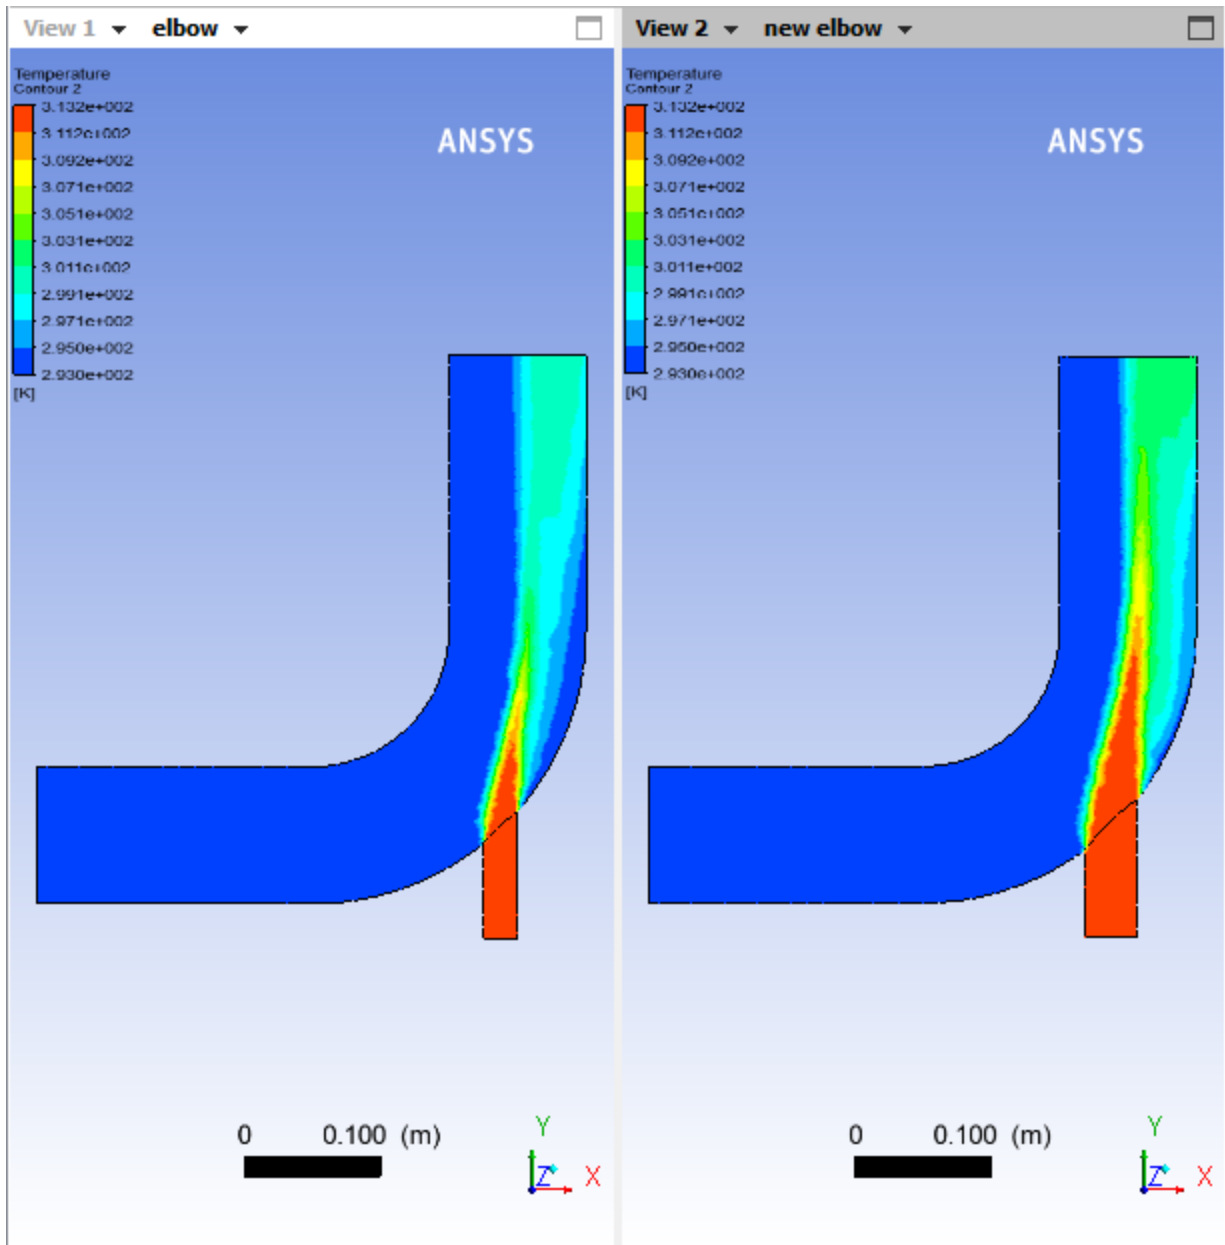 View 1 elbow
Temperature
Contour 2
3.132e+002
3.112e+002
3.092e+002
3.071e+002
3.051e+002
3.031e+002
3.011e+002
2.991e+002
2.971e+002
2.950e+002
2.930e+002
[K]
ANSYS
0 0.100 (m)
Y
Z X
View 2 new elbow
Temperature
Contour 2
3.132e+002
3.112e+002
3.092e+002
3.071e+002
3.051e+002
3.031e+002
3.011e+002
2.991e+002
2.971e+002
2.950e+002
2.930e+002
[K]
ANSYS
0 0.100 (m)
Y
Z X